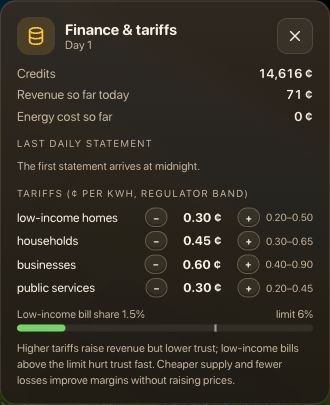 Finance & tariffs
Day 1
Credits 14,616 ¢
Revenue so far today 71 ¢
Energy cost so far 0 ¢
LAST DAILY STATEMENT
The first statement arrives at midnight.
TARIFFS (¢ PER KWH, REGULATOR BAND)
low-income homes − 0.30 ¢ + 0.20–0.50
households − 0.45 ¢ + 0.30–0.65
businesses − 0.60 ¢ + 0.40–0.90
public services − 0.30 ¢ + 0.20–0.45
Low-income bill share 1.5% limit 6%
Higher tariffs raise revenue but lower trust; low-income bills
above the limit hurt trust fast. Cheaper supply and fewer
losses improve margins without raising prices.